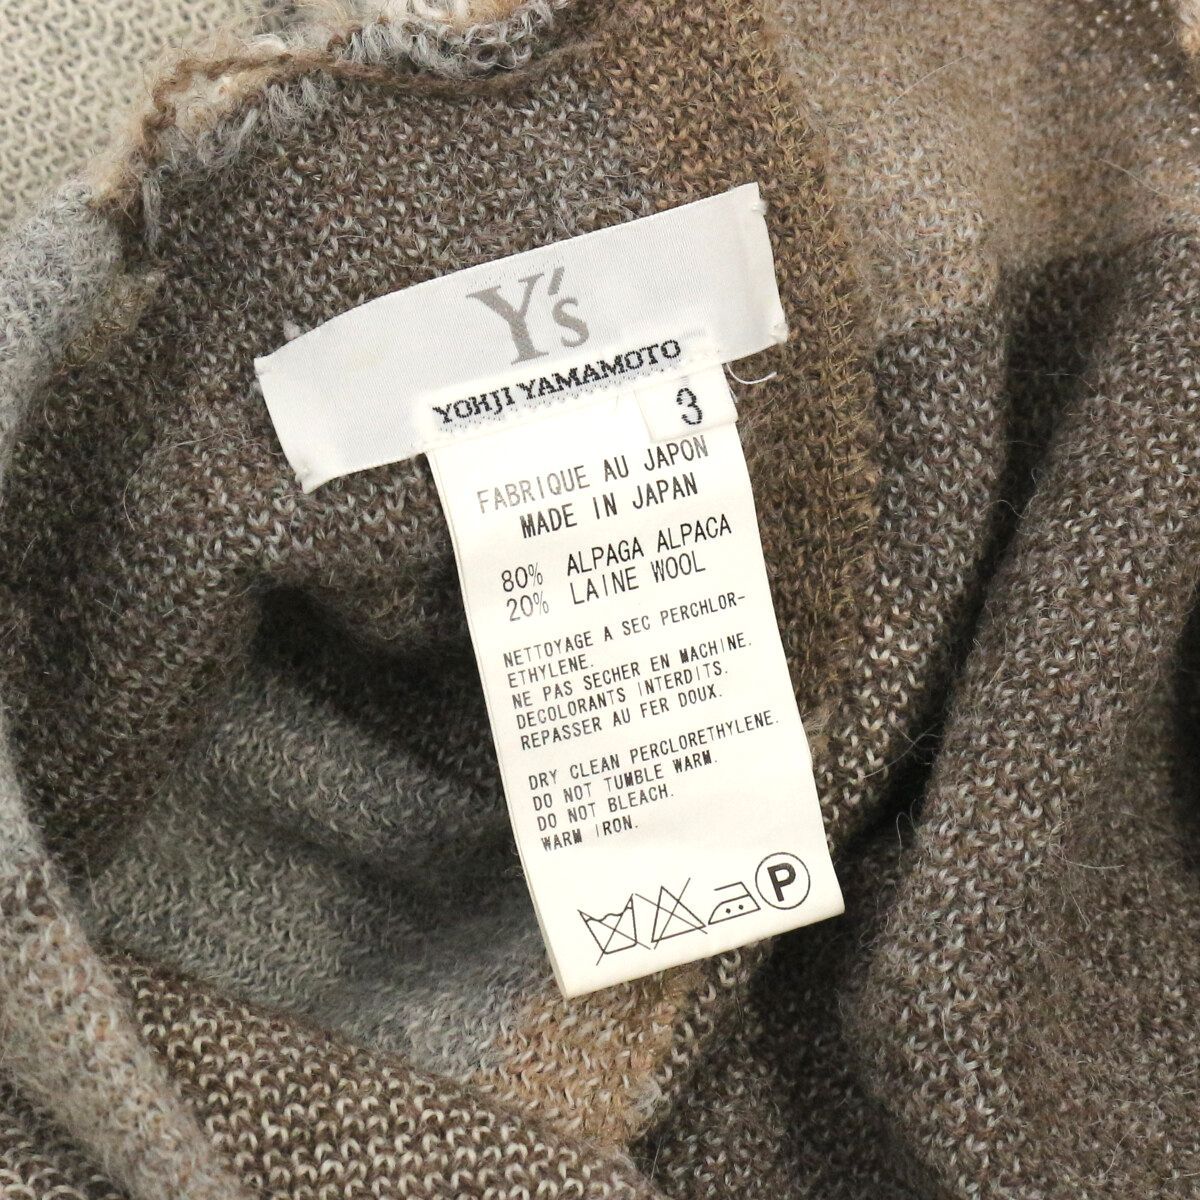 Y's
YOHJI YAMAMOTO
3
FABRIQUE AU JAPON
MADE IN JAPAN
80% ALPAGA ALPACA
20% LAINE WOOL
NETTOYAGE A SEC PERCHLOR-
ETHYLENE.
NE PAS SECHER EN MACHINE.
DECOLORANTS INTERDITS.
REPASSER AU FER DOUX.
DRY CLEAN PERCLORETHYLENE.
DO NOT TUMBLE WARM.
DO NOT BLEACH.
WARM IRON.
P